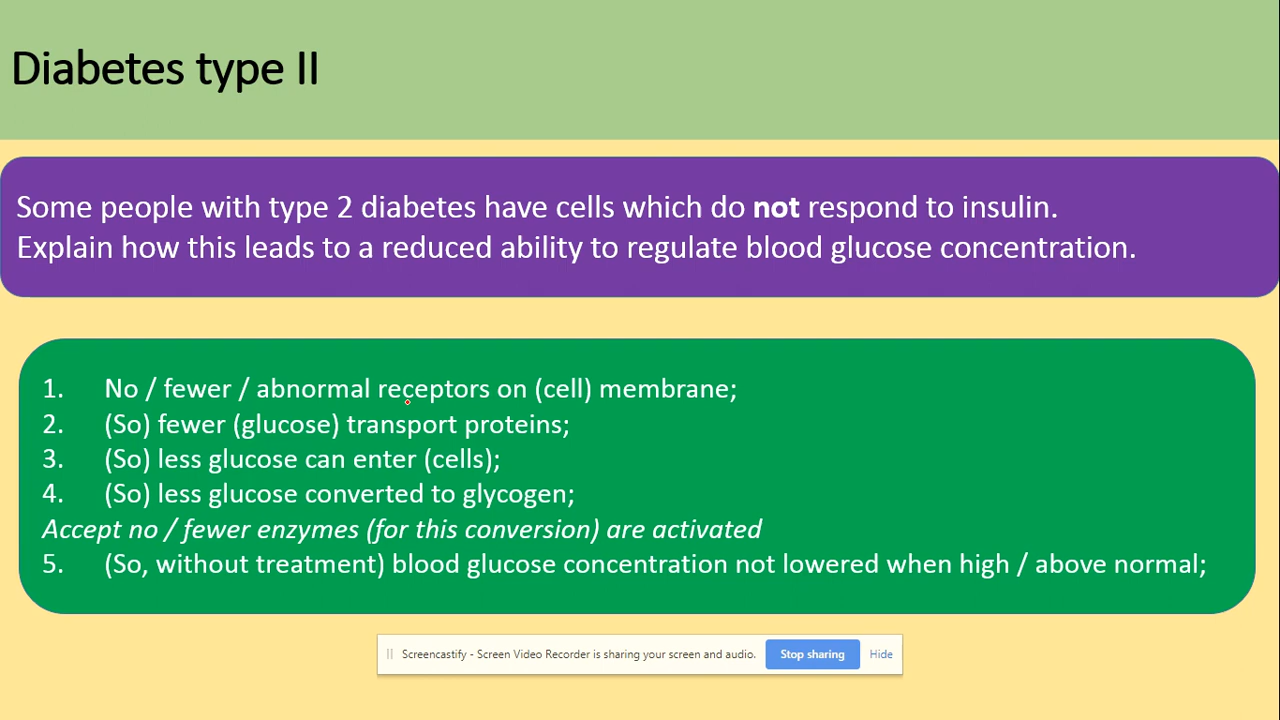 Diabetes type II
Some people with type 2 diabetes have cells which do not respond to insulin.
Explain how this leads to a reduced ability to regulate blood glucose concentration.
1. No / fewer / abnormal receptors on (cell) membrane;
2. (So) fewer (glucose) transport proteins;
3. (So) less glucose can enter (cells);
4. (So) less glucose converted to glycogen;
Accept no / fewer enzymes (for this conversion) are activated
5. (So, without treatment) blood glucose concentration not lowered when high / above normal;
Screencastify - Screen Video Recorder is sharing your screen and audio. Stop sharing Hide